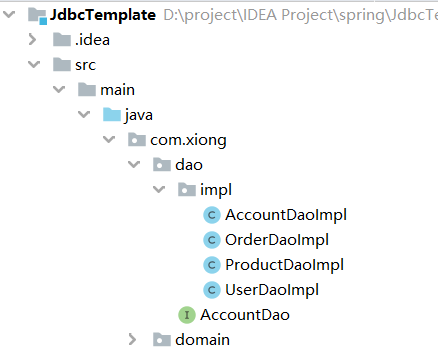 JdbcTemplate D:\project\IDEA Project\spring\JdbcTe
.idea
src
main
java
com.xiong
dao
impl
C AccountDaoImpl
C OrderDaoImpl
C ProductDaoImpl
C UserDaoImpl
I AccountDao
domain